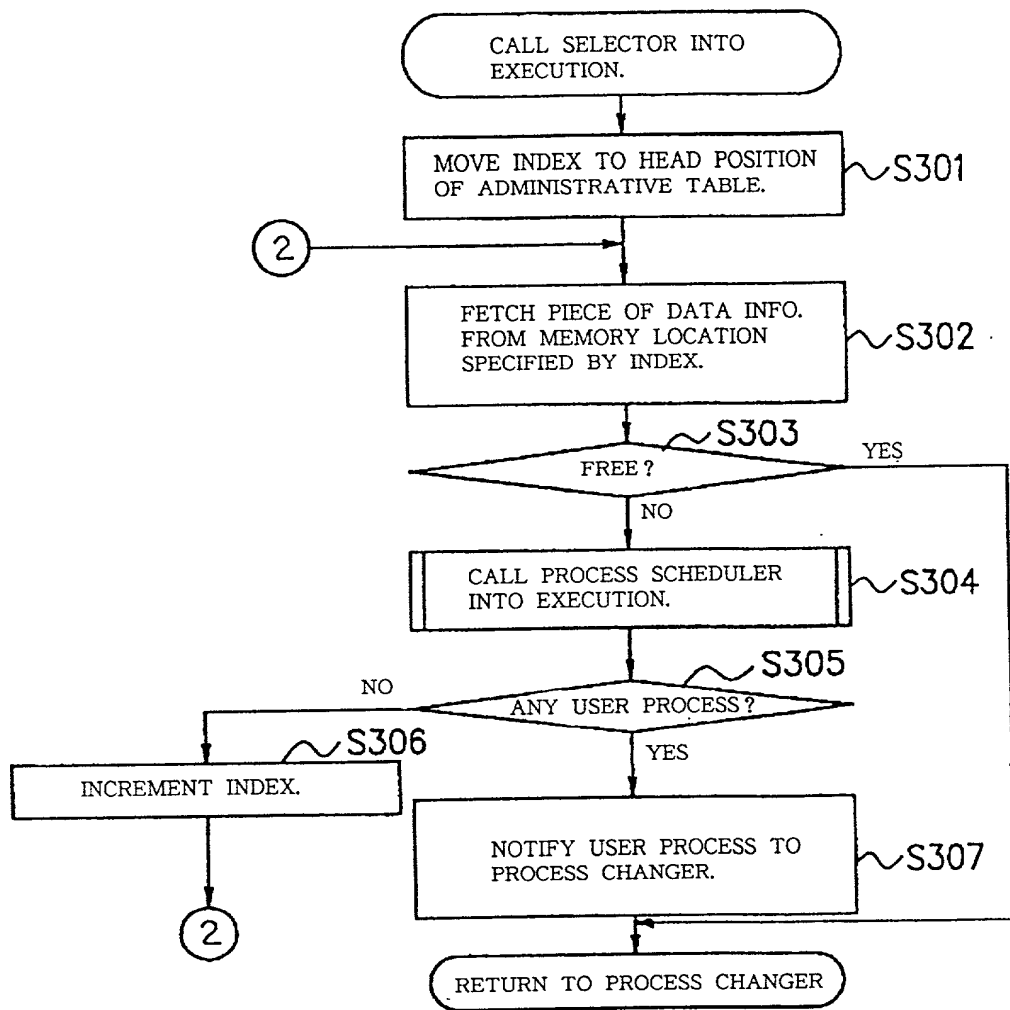 CALL SELECTOR INTO
EXECUTION.
MOVE INDEX TO HEAD POSITION
OF ADMINISTRATIVE TABLE.
S301
2
FETCH PIECE OF DATA INFO.
FROM MEMORY LOCATION
SPECIFIED BY INDEX.
S302
S303
FREE?
YES
NO
CALL PROCESS SCHEDULER
INTO EXECUTION.
S304
S305
NO
ANY USER PROCESS?
YES
S306
INCREMENT INDEX.
NOTIFY USER PROCESS TO
PROCESS CHANGER.
S307
2
RETURN TO PROCESS CHANGER